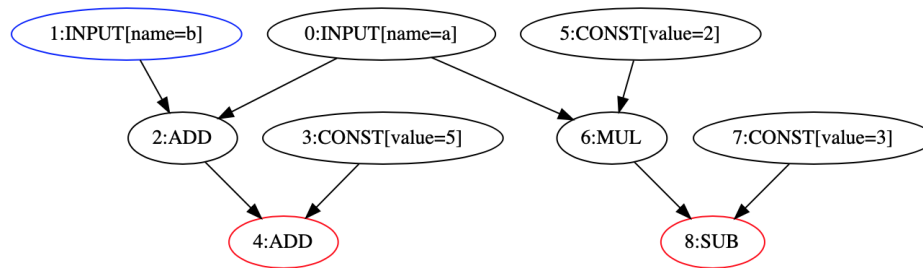 1:INPUT[name=b]
0:INPUT[name=a]
5:CONST[value=2]
2:ADD
3:CONST[value=5]
6:MUL
7:CONST[value=3]
4:ADD
8:SUB